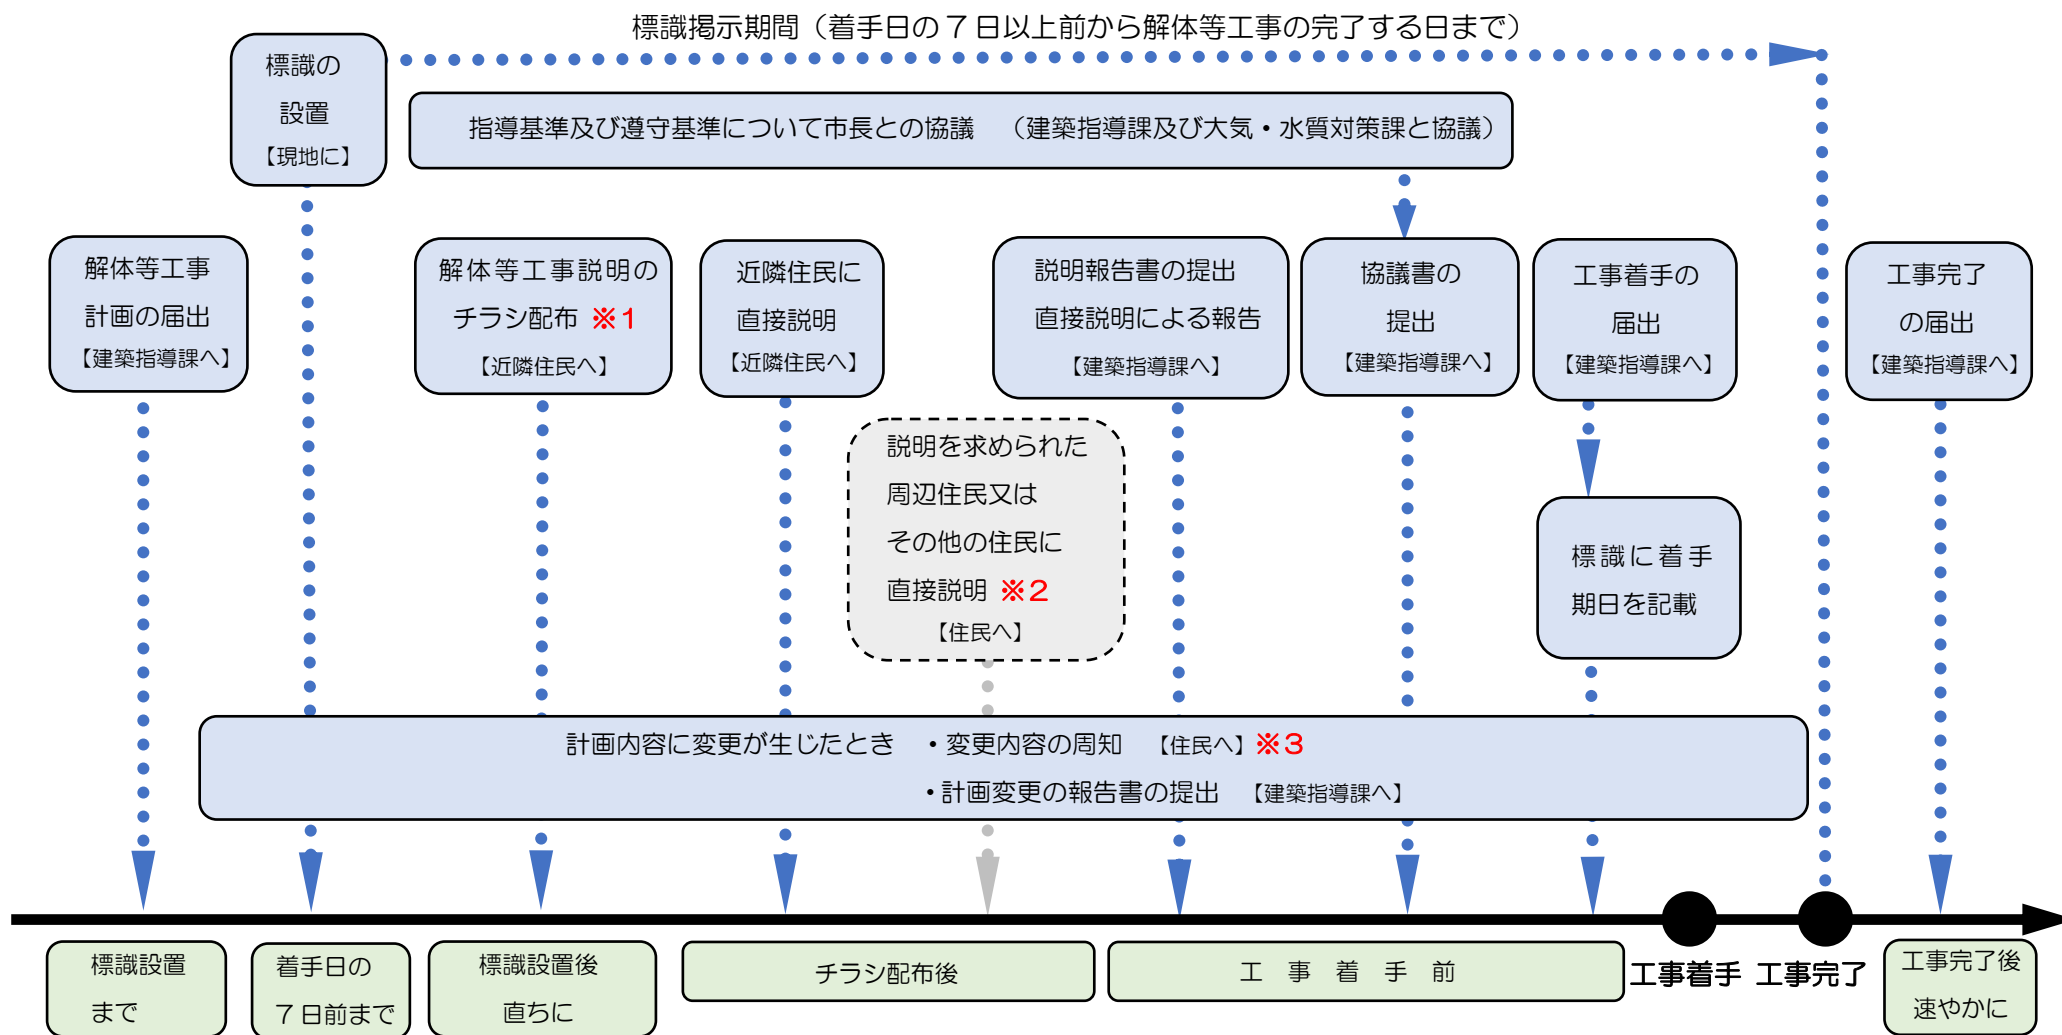 標識掲示期間（着手日の７日以上前から解体等工事の完了する日まで）
標識の
設置
【現地に】
指導基準及び遵守基準について市長との協議　（建築指導課及び大気・水質対策課と協議）
解体等工事
計画の届出
【建築指導課へ】
解体等工事説明の
チラシ配布 ※１
【近隣住民へ】
近隣住民に
直接説明
【近隣住民へ】
説明を求められた
周辺住民又は
その他の住民に
直接説明 ※２
【住民へ】
説明報告書の提出
直接説明による報告
【建築指導課へ】
協議書の
提出
【建築指導課へ】
工事着手の
届出
【建築指導課へ】
標識に着手
期日を記載
工事完了
の届出
【建築指導課へ】
計画内容に変更が生じたとき　・変更内容の周知　【住民へ】※３
・計画変更の報告書の提出　【建築指導課へ】
標識設置
まで
着手日の
７日前まで
標識設置後
直ちに
チラシ配布後
工　事　着　手　前
工事着手
工事完了
工事完了後
速やかに